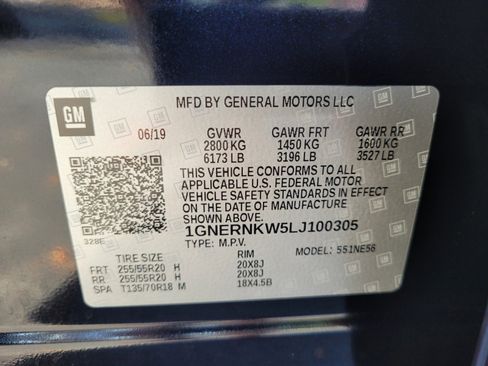 GM
MFD BY GENERAL MOTORS LLC
06/19 GVWR GAWR FRT GAWR RR
2800 KG 1450 KG 1600 KG
6173 LB 3196 LB 3527 LB
THIS VEHICLE CONFORMS TO ALL
APPLICABLE U.S. FEDERAL MOTOR
VEHICLE SAFETY STANDARDS IN EFFECT
ON THE DATE OF MANUFACTURE
SHOWN ABOVE.
1GNERNKW5LJ100305
328E
TYPE: M.P.V. MODEL: 551NE56
TIRE SIZE RIM
FRT 255/55R20 H 20X8J
RR 255/55R20 H 20X8J
SPA T135/70R18 M 18X4.5B